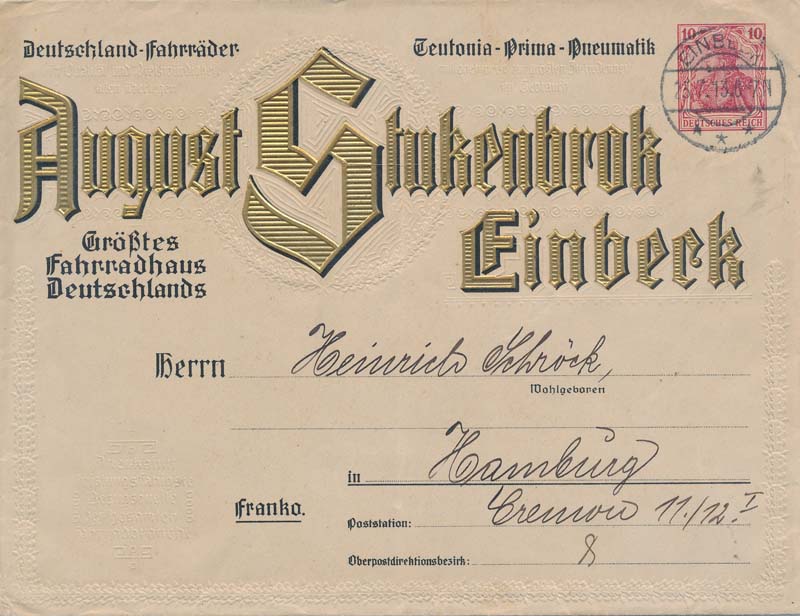 Deutschland-Fahrräder
Teutonia-Prima-Pneumatik
10 10
DEUTSCHES REICH
EINBECK
August Stukenbrok
Einbeck
Größtes
Fahrradhaus
Deutschlands
Herrn Heinrich Schröck,
Wohlgeboren
in Hamburg
Franko.
Poststation: Cremon 11./12. I
Oberpostdirektionsbezirk: 8